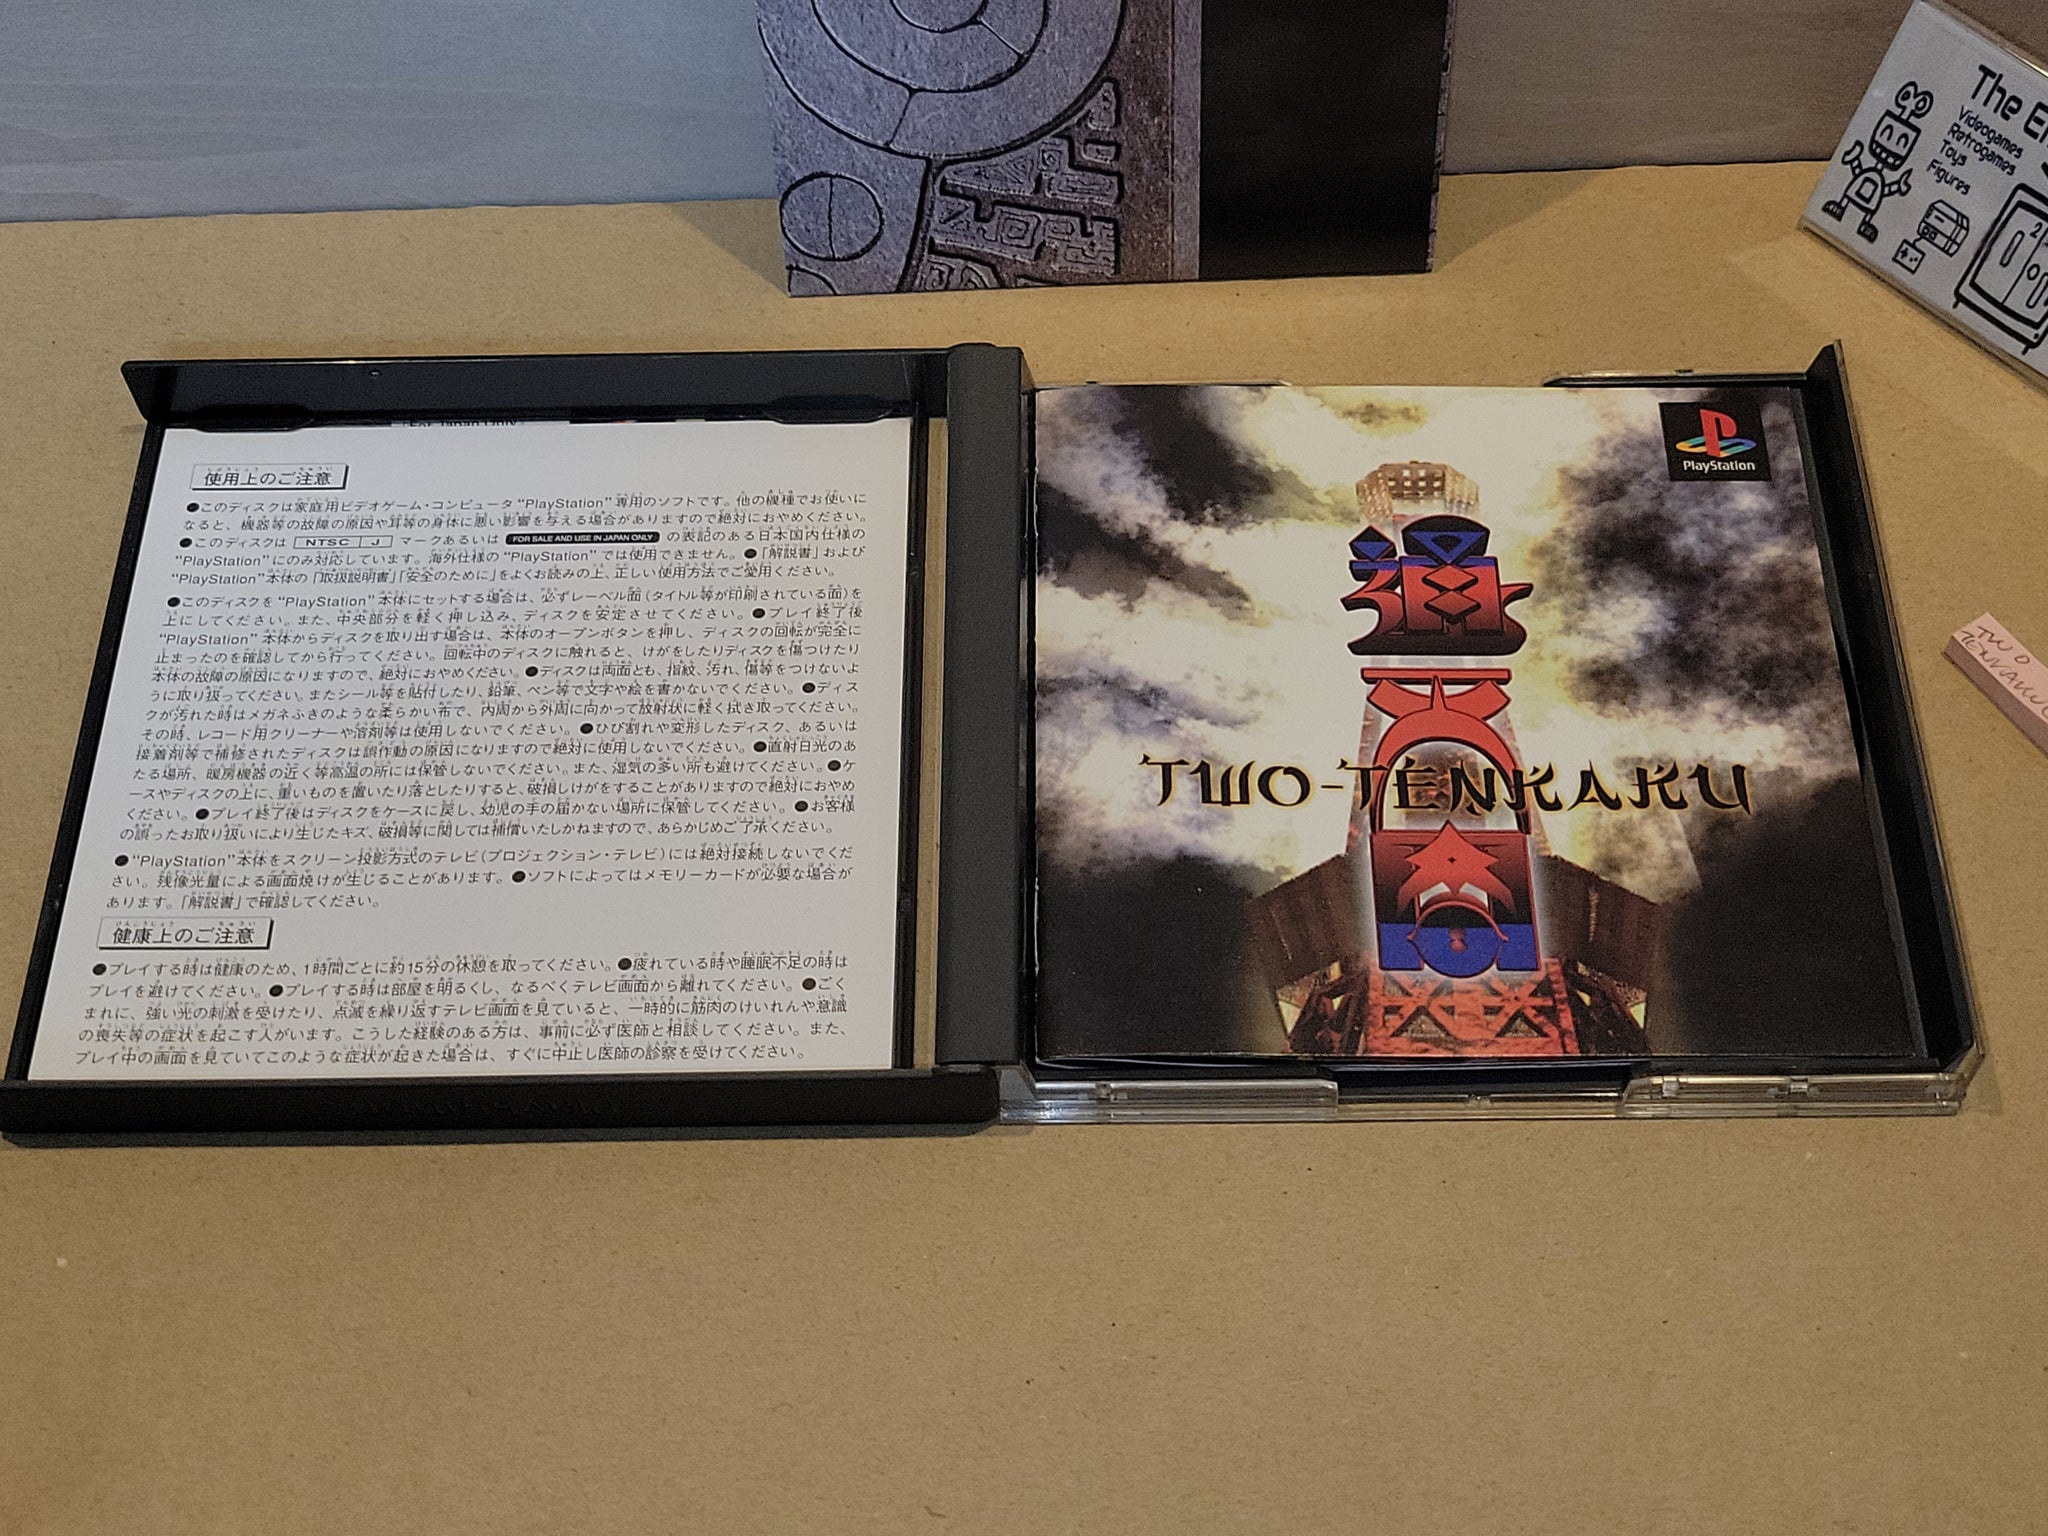 The
Videogames
Retrogames
Toys
Figures
2
使用上のご注意
●このディスクは家庭用ビデオゲーム・コンピュータ“PlayStation”専用のソフトです。他の機種でお使いに
なると、機器等の故障の原因や耳等の身体に悪い影響を与える場合がありますので絶対におやめください。
●このディスクは NTSC J マークあるいは FOR SALE AND USE IN JAPAN ONLY の表記のある日本国内仕様の
“PlayStation”にのみ対応しています。海外仕様の“PlayStation”では使用できません。●「解説書」および
“PlayStation”本体の「取扱説明書」「安全のために」をよくお読みの上、正しい使用方法でご愛用ください。
●このディスクを“PlayStation”本体にセットする場合は、必ずレーベル面(タイトル等が印刷されている面)を
上にしてください。また、中央部分を軽く押し込み、ディスクを安定させてください。●プレイ終了後
“PlayStation”本体からディスクを取り出す場合は、本体のオープンボタンを押し、ディスクの回転が完全に
止まったのを確認してから行ってください。回転中のディスクに触れると、けがをしたりディスクを傷つけたり
本体の故障の原因になりますので、絶対におやめください。●ディスクは両面とも、指紋、汚れ、傷等をつけないよ
うに取り扱ってください。またシール等を貼付したり、鉛筆、ペン等で文字や絵を書かないでください。●ディス
クが汚れた時はメガネふきのような柔らかい布で、内周から外周に向かって放射状に軽く拭き取ってください。
その時、レコード用クリーナーや溶剤等は使用しないでください。●ひび割れや変形したディスク、あるいは
接着剤等で補修されたディスクは誤作動の原因になりますので絶対に使用しないでください。●直射日光のあ
たる場所、暖房機器の近く等高温の所には保管しないでください。また、湿気の多い所も避けてください。●ケ
ースやディスクの上に、重いものを置いたり落としたりすると、破損しけがをすることがありますので絶対におやめ
ください。●プレイ終了後はディスクをケースに戻し、幼児の手の届かない場所に保管してください。●お客様
の誤ったお取り扱いにより生じたキズ、破損等に関しては補償いたしかねますので、あらかじめご了承ください。
●“PlayStation”本体をスクリーン投影方式のテレビ(プロジェクション・テレビ)には絶対接続しないでくだ
さい。残像光量による画面焼けが生じることがあります。●ソフトによってはメモリーカードが必要な場合が
あります。「解説書」で確認してください。
健康上のご注意
●プレイする時は健康のため、1時間ごとに約15分の休憩を取ってください。●疲れている時や睡眠不足の時は
プレイを避けてください。●プレイする時は部屋を明るくし、なるべくテレビ画面から離れてください。●ごく
まれに、強い光の刺激を受けたり、点滅を繰り返すテレビ画面を見ていると、一時的に筋肉のけいれんや意識
の喪失等の症状を起こす人がいます。こうした経験のある方は、事前に必ず医師と相談してください。また、
プレイ中の画面を見ていてこのような症状が起きた場合は、すぐに中止し医師の診察を受けてください。
PlayStation
通天閣
TWO-TENKAKU
TWO
TENKAKU